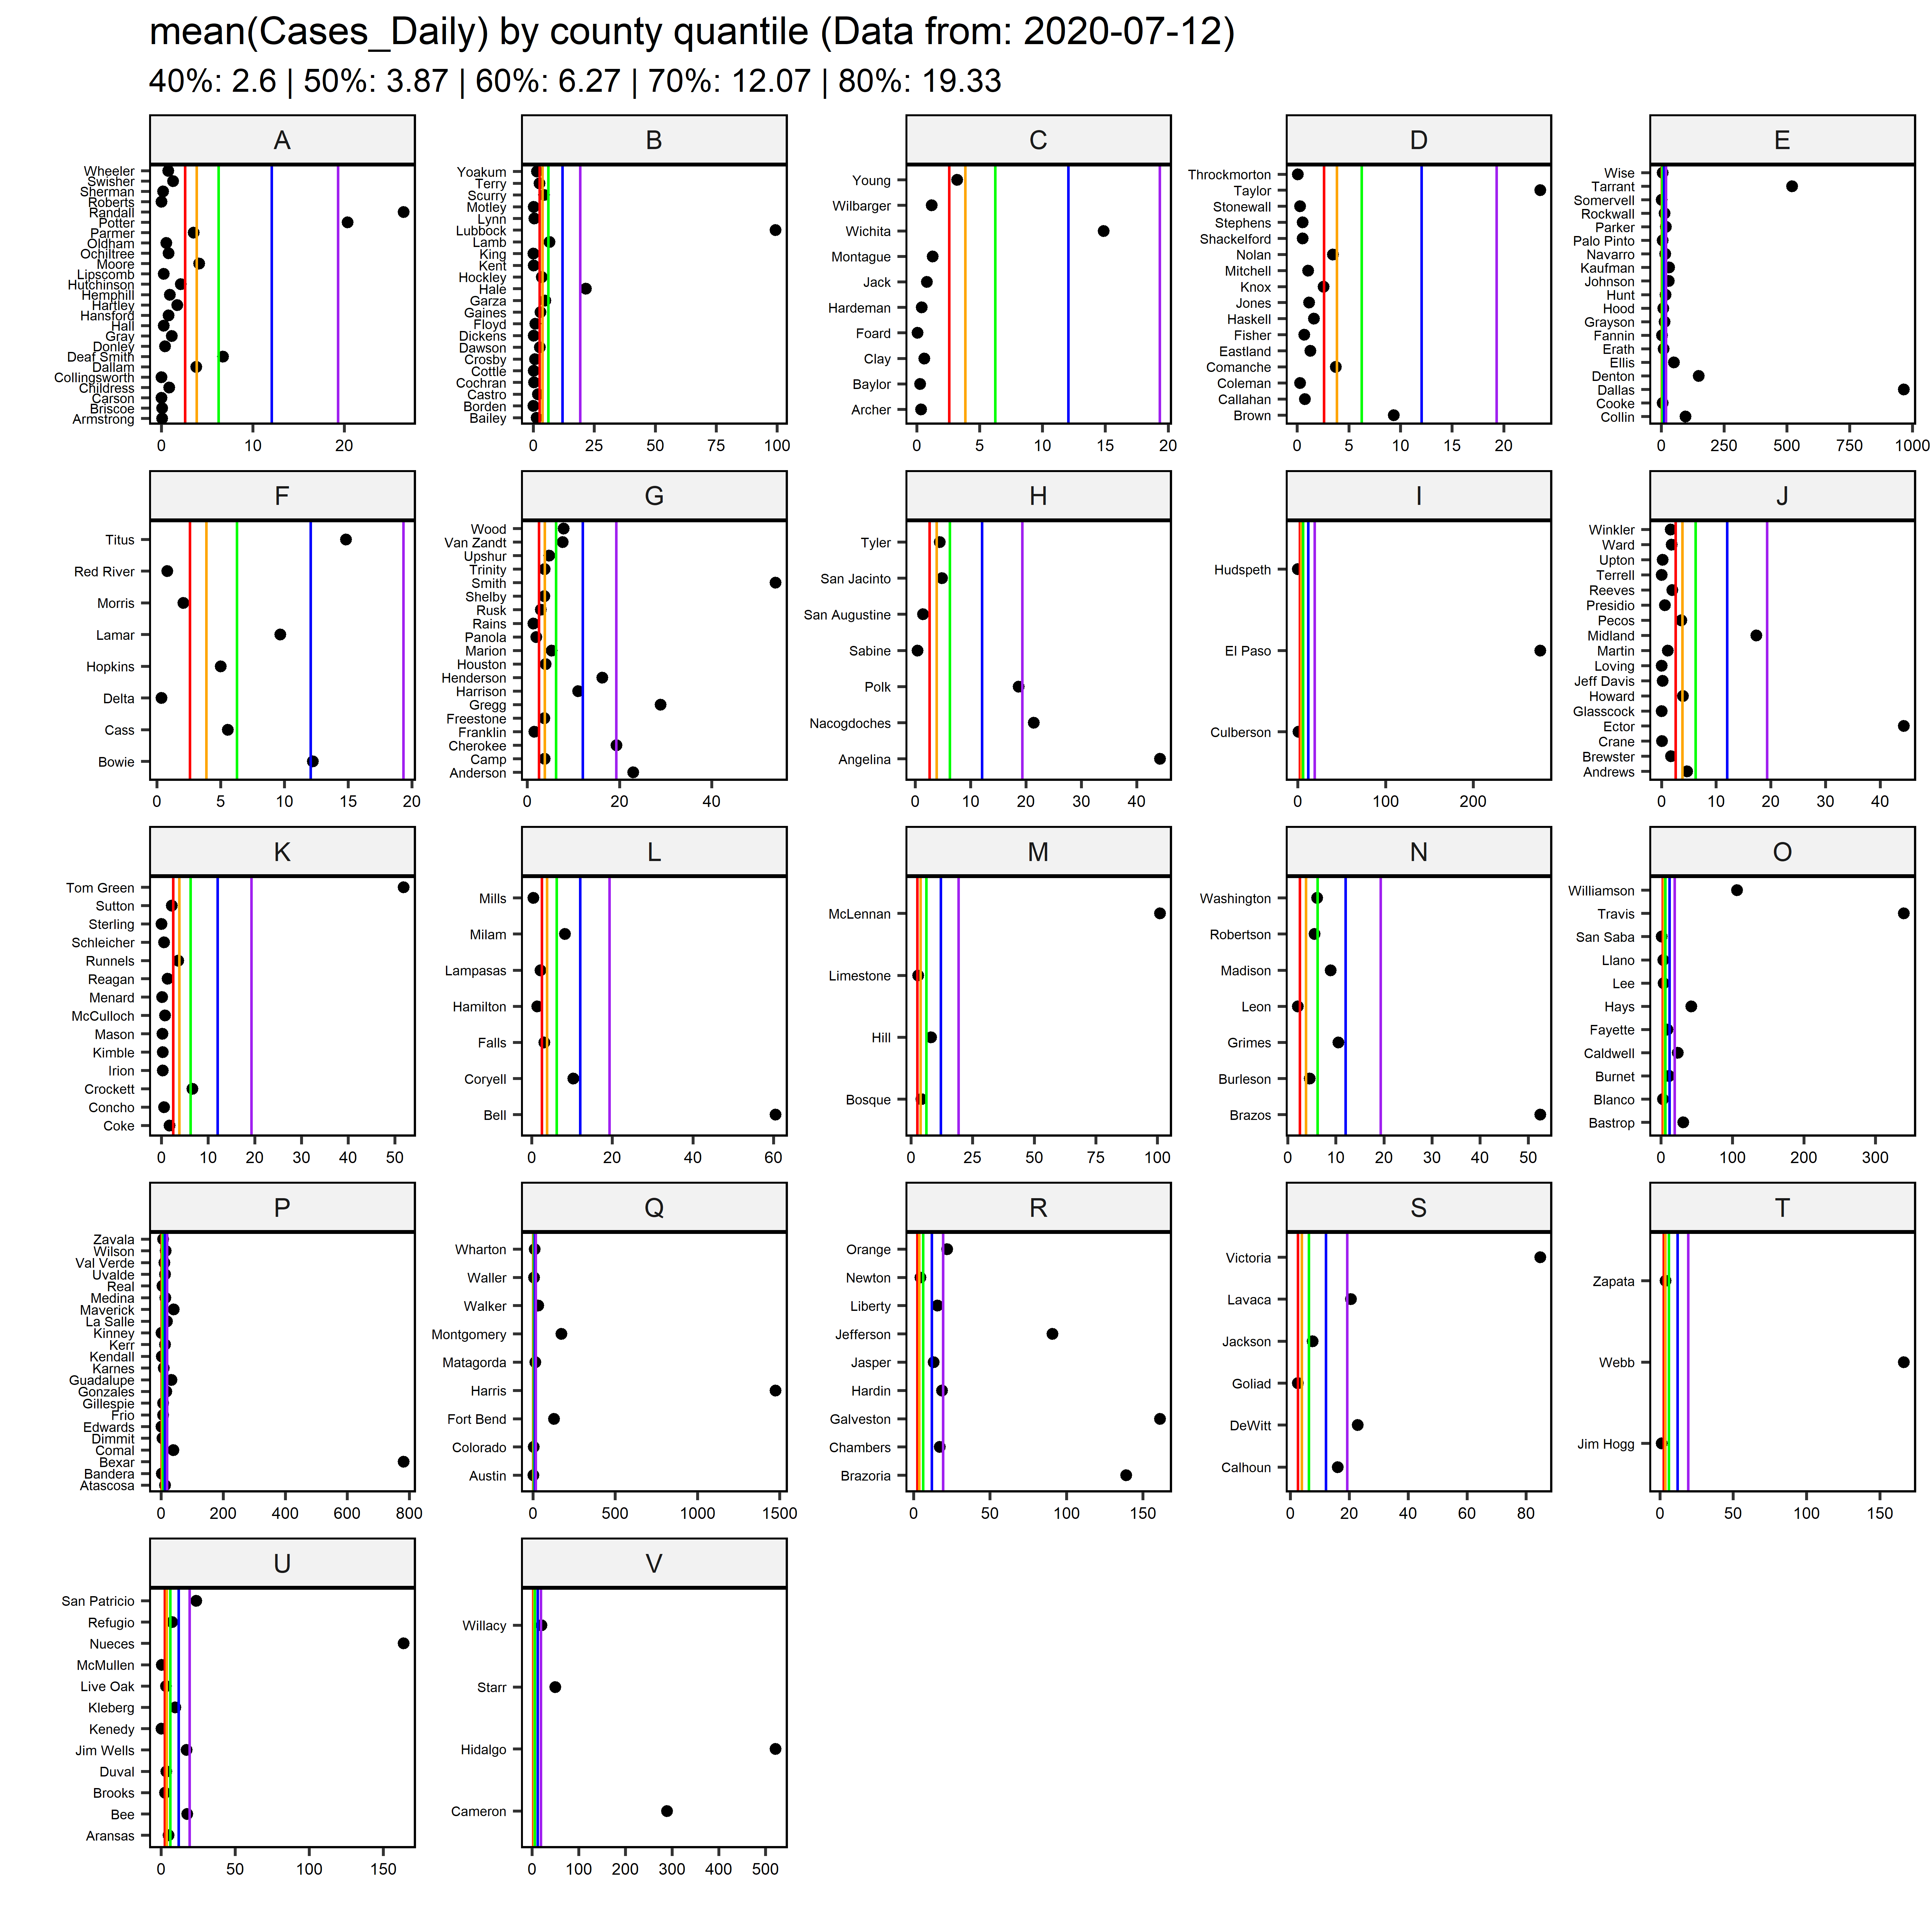 mean(Cases_Daily) by county quantile (Data from: 2020-07-12)
40%: 2.6 | 50%: 3.87 | 60%: 6.27 | 70%: 12.07 | 80%: 19.33
A
Wheeler
Swisher
Sherman
Roberts
Randall
Potter
Parmer
Oldham
Ochiltree
Moore
Lipscomb
Hutchinson
Hemphill
Hartley
Hansford
Hall
Gray
Donley
Deaf Smith
Dallam
Collingsworth
Childress
Carson
Briscoe
Armstrong
0 10 20
B
Yoakum
Terry
Scurry
Motley
Lynn
Lubbock
Lamb
King
Kent
Hockley
Hale
Garza
Gaines
Floyd
Dickens
Dawson
Crosby
Cottle
Cochran
Castro
Borden
Bailey
0 25 50 75 100
C
Young
Wilbarger
Wichita
Montague
Jack
Hardeman
Foard
Clay
Baylor
Archer
0 5 10 15 20
D
Throckmorton
Taylor
Stonewall
Stephens
Shackelford
Nolan
Mitchell
Knox
Jones
Haskell
Fisher
Eastland
Comanche
Coleman
Callahan
Brown
0 5 10 15 20
E
Wise
Tarrant
Somervell
Rockwall
Parker
Palo Pinto
Navarro
Kaufman
Johnson
Hunt
Hood
Grayson
Fannin
Erath
Ellis
Denton
Dallas
Cooke
Collin
0 250 500 750 1000
F
Titus
Red River
Morris
Lamar
Hopkins
Delta
Cass
Bowie
0 5 10 15 20
G
Wood
Van Zandt
Upshur
Trinity
Smith
Shelby
Rusk
Rains
Panola
Marion
Houston
Henderson
Harrison
Gregg
Freestone
Franklin
Cherokee
Camp
Anderson
0 20 40
H
Tyler
San Jacinto
San Augustine
Sabine
Polk
Nacogdoches
Angelina
0 10 20 30 40
I
Hudspeth
El Paso
Culberson
0 100 200
J
Winkler
Ward
Upton
Terrell
Reeves
Presidio
Pecos
Midland
Martin
Loving
Jeff Davis
Howard
Glasscock
Ector
Crane
Brewster
Andrews
0 10 20 30 40
K
Tom Green
Sutton
Sterling
Schleicher
Runnels
Reagan
Menard
McCulloch
Mason
Kimble
Irion
Crockett
Concho
Coke
0 10 20 30 40 50
L
Mills
Milam
Lampasas
Hamilton
Falls
Coryell
Bell
0 20 40 60
M
McLennan
Limestone
Hill
Bosque
0 25 50 75 100
N
Washington
Robertson
Madison
Leon
Grimes
Burleson
Brazos
0 10 20 30 40 50
O
Williamson
Travis
San Saba
Llano
Lee
Hays
Fayette
Caldwell
Burnet
Blanco
Bastrop
0 100 200 300
P
Zavala
Wilson
Val Verde
Uvalde
Real
Medina
Maverick
La Salle
Kinney
Kerr
Kendall
Karnes
Guadalupe
Gonzales
Gillespie
Frio
Edwards
Dimmit
Comal
Bexar
Bandera
Atascosa
0 200 400 600 800
Q
Wharton
Waller
Walker
Montgomery
Matagorda
Harris
Fort Bend
Colorado
Austin
0 500 1000 1500
R
Orange
Newton
Liberty
Jefferson
Jasper
Hardin
Galveston
Chambers
Brazoria
0 50 100 150
S
Victoria
Lavaca
Jackson
Goliad
DeWitt
Calhoun
0 20 40 60 80
T
Zapata
Webb
Jim Hogg
0 50 100 150
U
San Patricio
Refugio
Nueces
McMullen
Live Oak
Kleberg
Kenedy
Jim Wells
Duval
Brooks
Bee
Aransas
0 50 100 150
V
Willacy
Starr
Hidalgo
Cameron
0 100 200 300 400 500